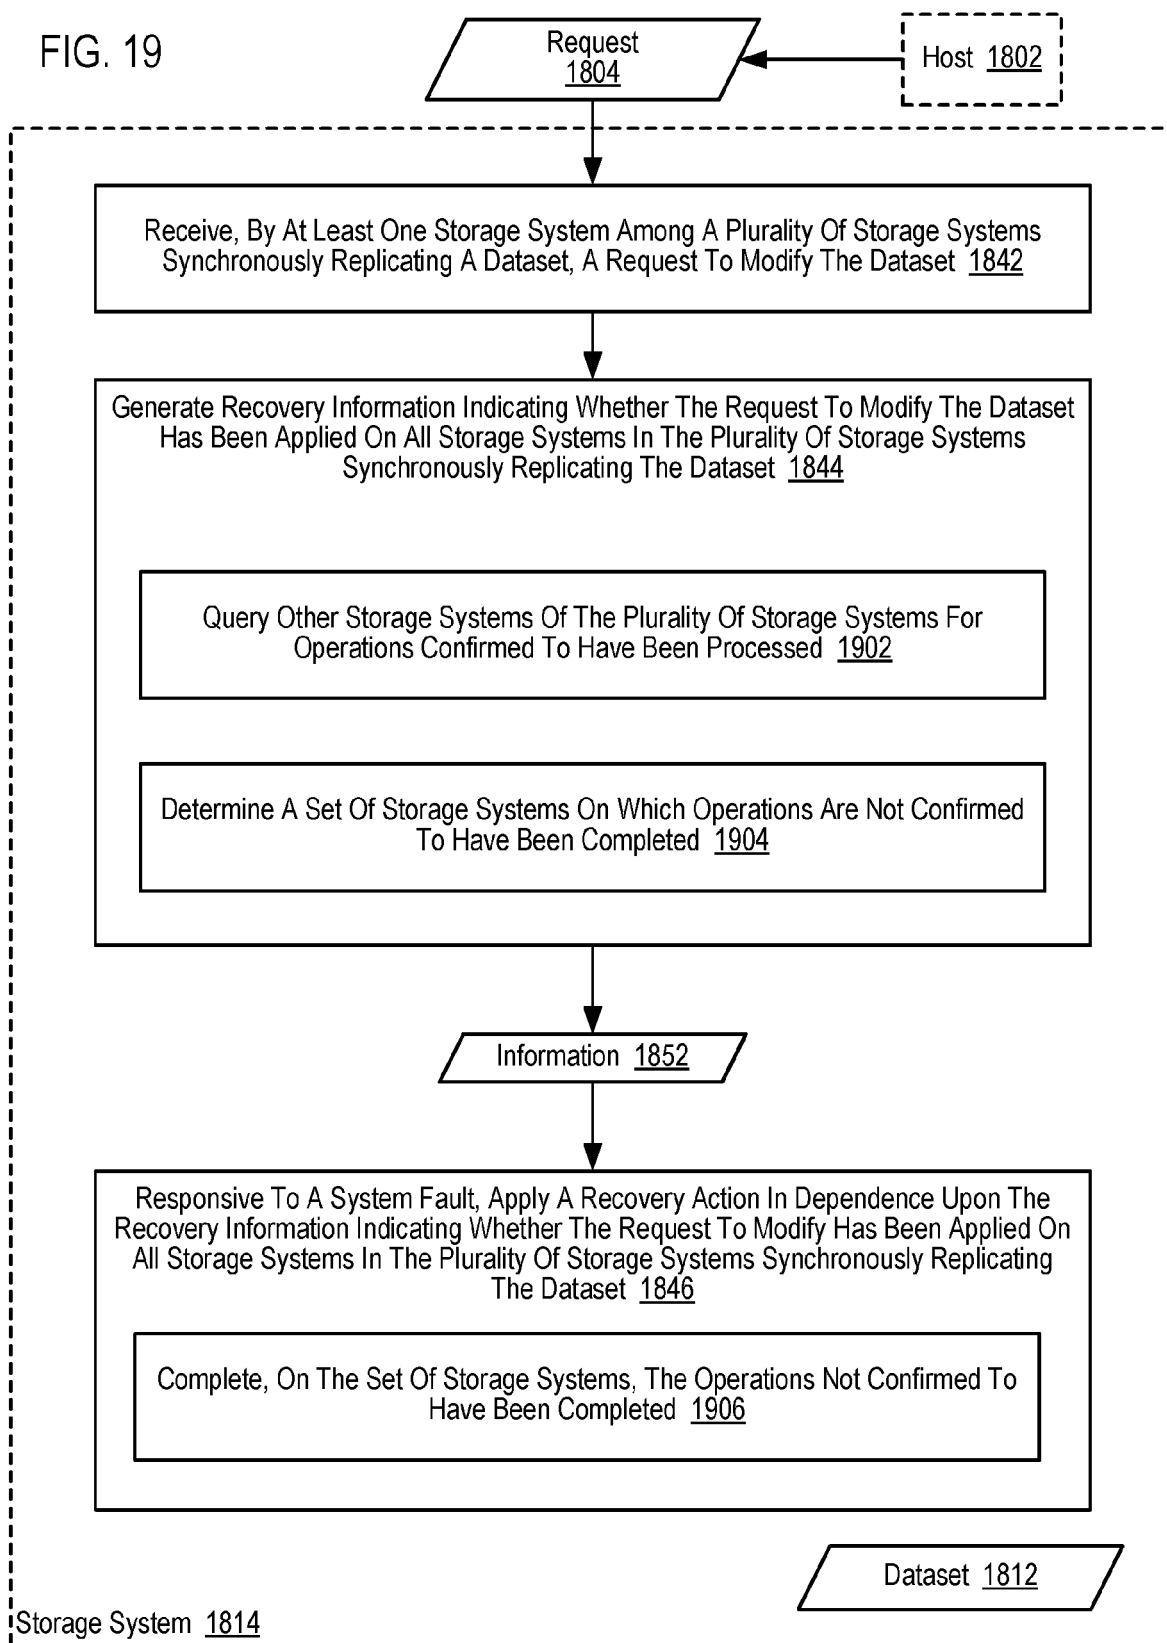 FIG. 19
Request
1804
Host 1802
Receive, By At Least One Storage System Among A Plurality Of Storage Systems
Synchronously Replicating A Dataset, A Request To Modify The Dataset 1842
Generate Recovery Information Indicating Whether The Request To Modify The Dataset
Has Been Applied On All Storage Systems In The Plurality Of Storage Systems
Synchronously Replicating The Dataset 1844
Query Other Storage Systems Of The Plurality Of Storage Systems For
Operations Confirmed To Have Been Processed 1902
Determine A Set Of Storage Systems On Which Operations Are Not Confirmed
To Have Been Completed 1904
Information 1852
Responsive To A System Fault, Apply A Recovery Action In Dependence Upon The
Recovery Information Indicating Whether The Request To Modify Has Been Applied On
All Storage Systems In The Plurality Of Storage Systems Synchronously Replicating
The Dataset 1846
Complete, On The Set Of Storage Systems, The Operations Not Confirmed To
Have Been Completed 1906
Dataset 1812
Storage System 1814